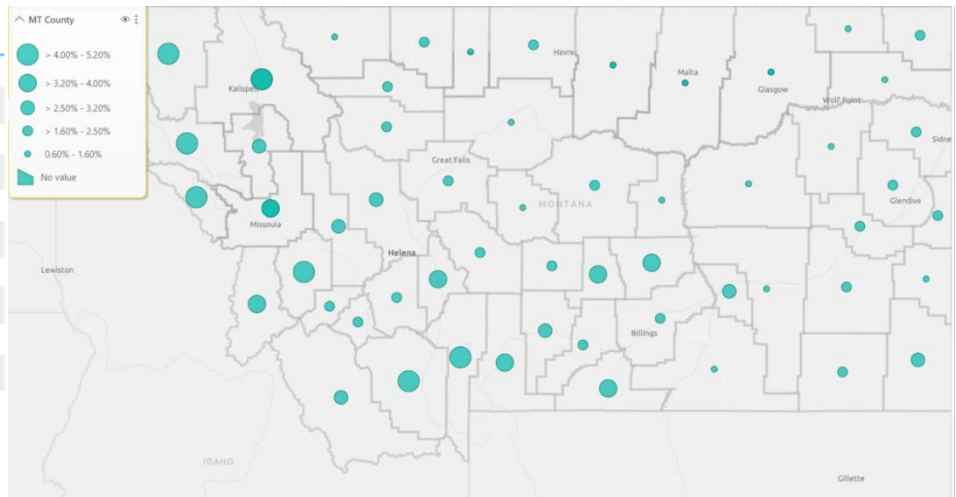 MT County
> 4.00% - 5.20%
> 3.20% - 4.00%
> 2.50% - 3.20%
> 1.60% - 2.50%
0.60% - 1.60%
No value
Havre
Malta
Glasgow
Wolf Point
Kalispell
Sidne
Great Falls
MONTANA
Glendive
Missoula
Helena
Lewiston
Billings
IDAHO
Gillette